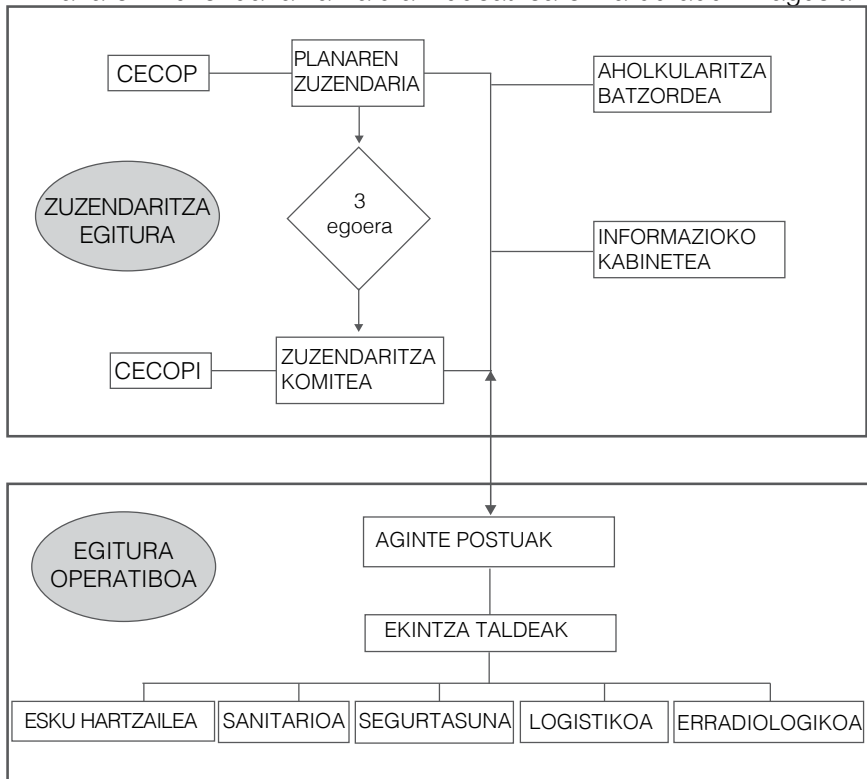 CECOP
PLANAREN
ZUZENDARIA
AHOLKULARITZA
BATZORDEA
ZUZENDARITZA
EGITURA
3
egoera
INFORMAZIOKO
KABINETEA
CECOPI
ZUZENDARITZA
KOMITEA
EGITURA
OPERATIBOA
AGINTE POSTUAK
EKINTZA TALDEAK
ESKU HARTZAILEA
SANITARIOA
SEGURTASUNA
LOGISTIKOA
ERRADIOLOGIKOA